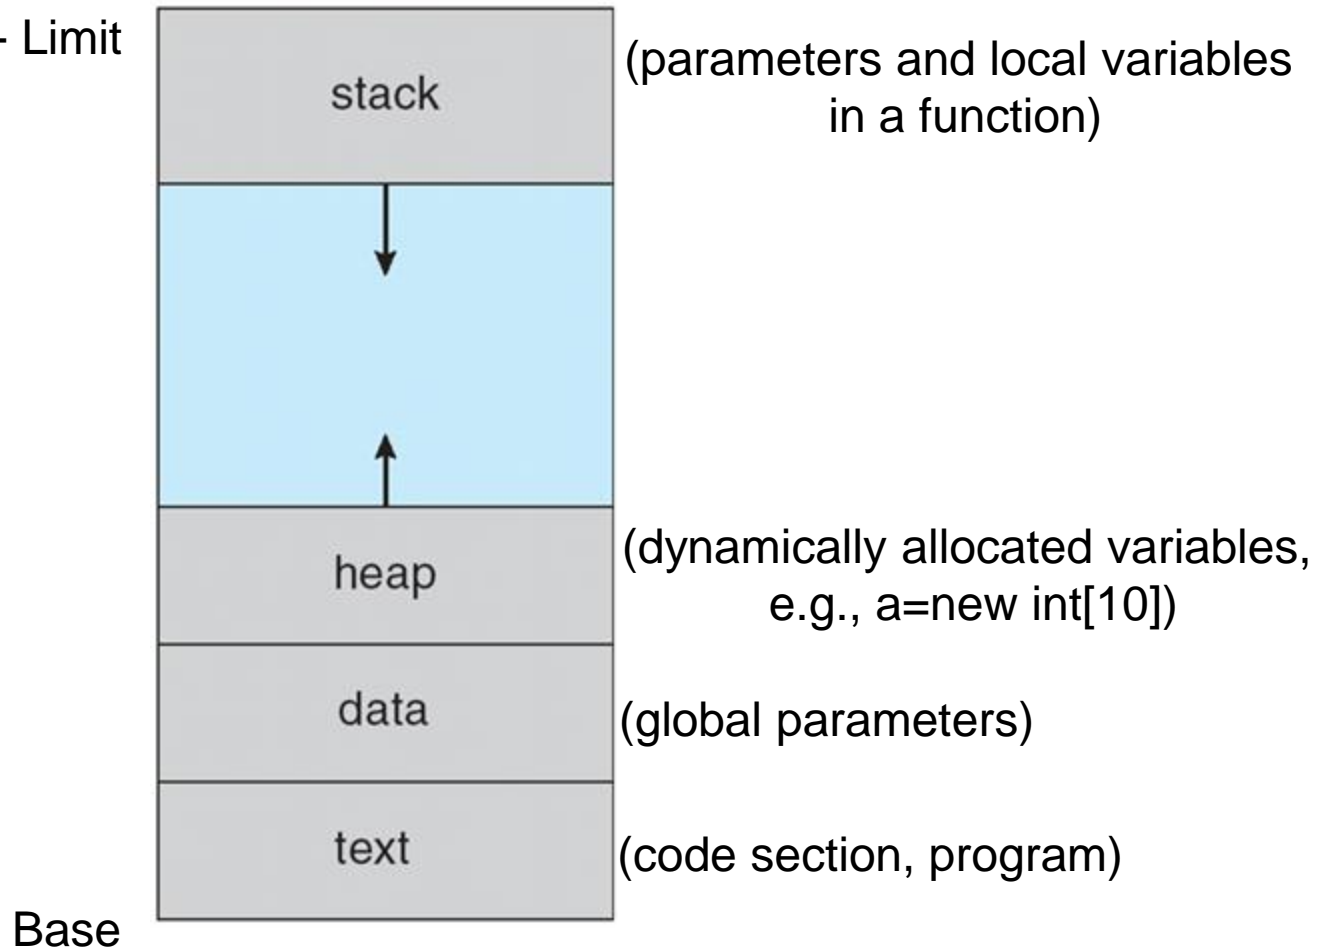 - Limit
stack
(parameters and local variables
in a function)
heap
(dynamically allocated variables,
e.g., a=new int[10])
data
(global parameters)
text
(code section, program)
Base